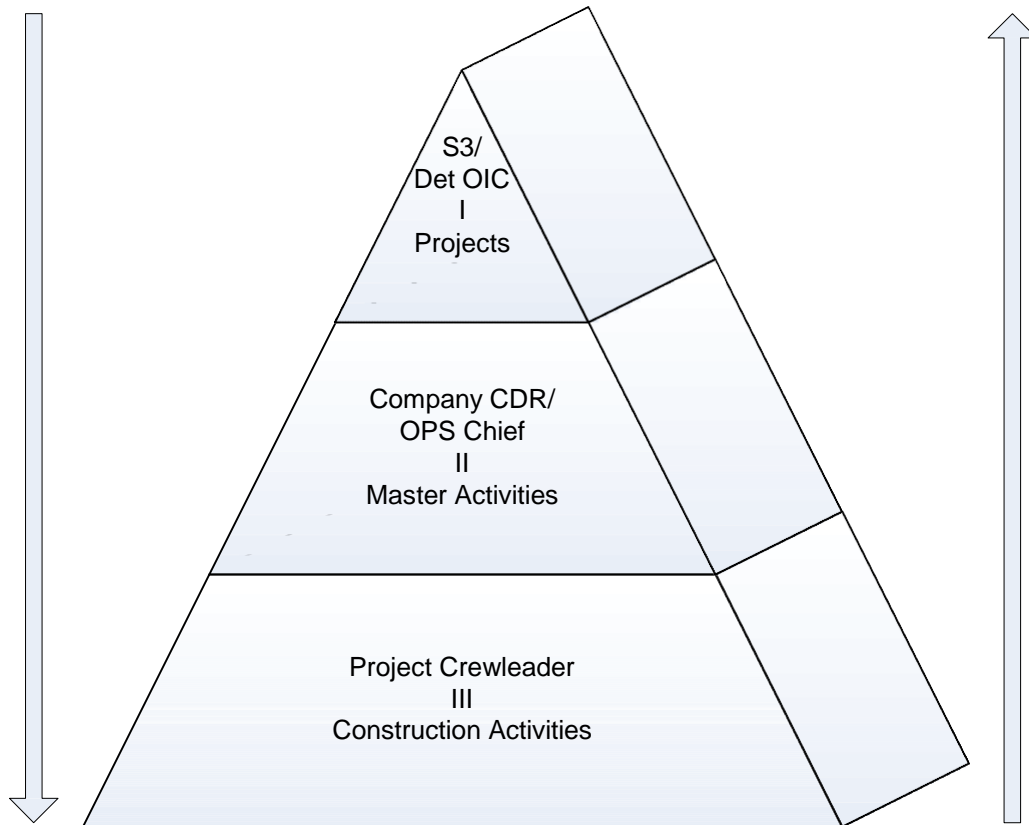 S3/
Det OIC
I
Projects
Company CDR/
OPS Chief
II
Master Activities
Project Crewleader
III
Construction Activities